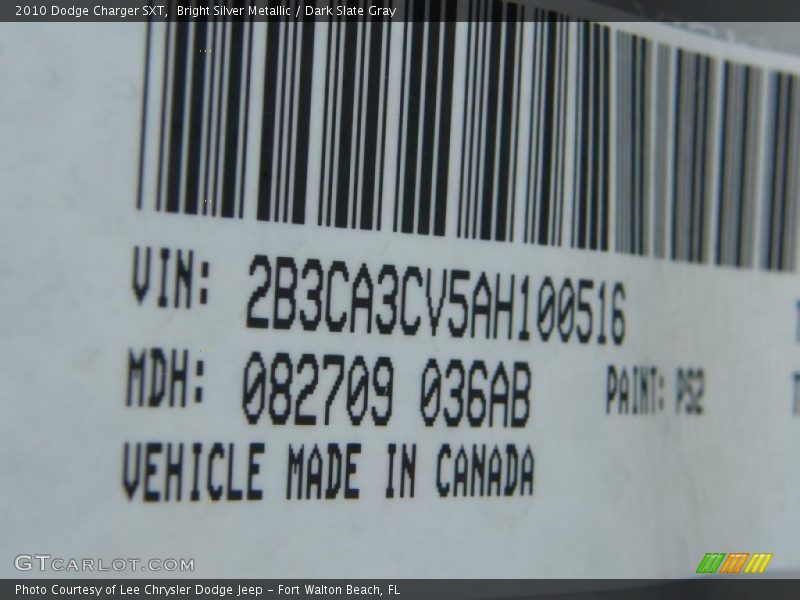 2010 Dodge Charger SXT, Bright Silver Metallic / Dark Slate Gray
VIN: 2B3CA3CV5AH100516
MDH: 082709 036AB PAINT: PS2
VEHICLE MADE IN CANADA
GTCARLOT.COM
Photo Courtesy of Lee Chrysler Dodge Jeep - Fort Walton Beach, FL